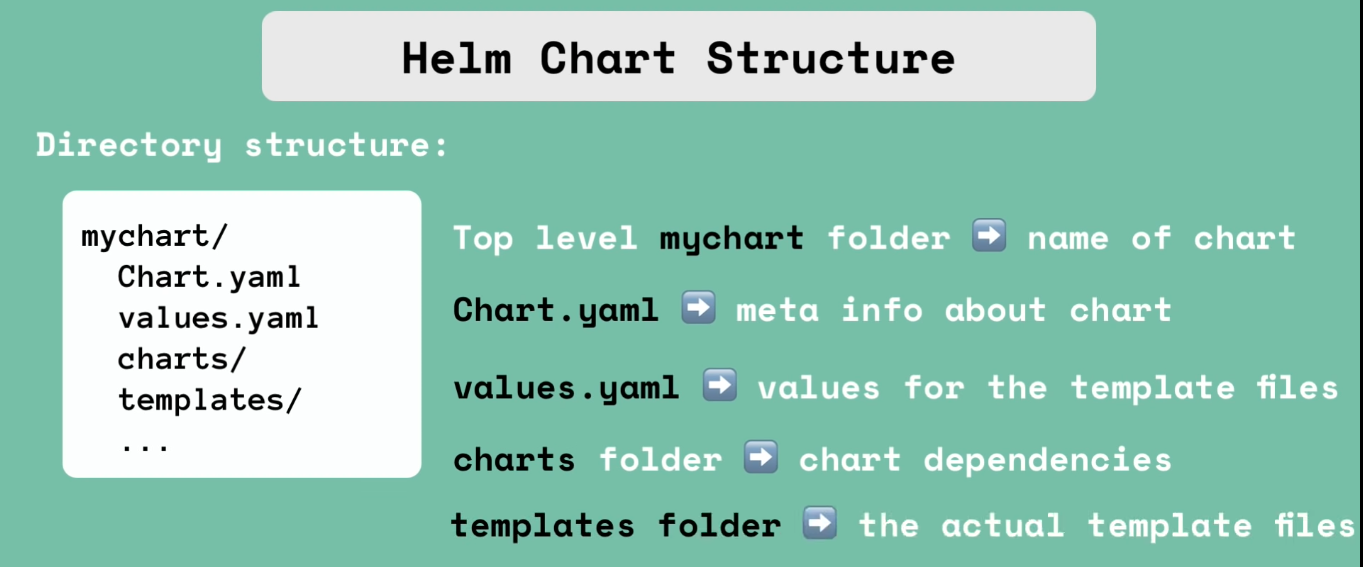 Helm Chart Structure
Directory structure:
mychart/
Chart.yaml
values.yaml
charts/
templates/
...
Top level mychart folder ➡️ name of chart
Chart.yaml ➡️ meta info about chart
values.yaml ➡️ values for the template files
charts folder ➡️ chart dependencies
templates folder ➡️ the actual template files